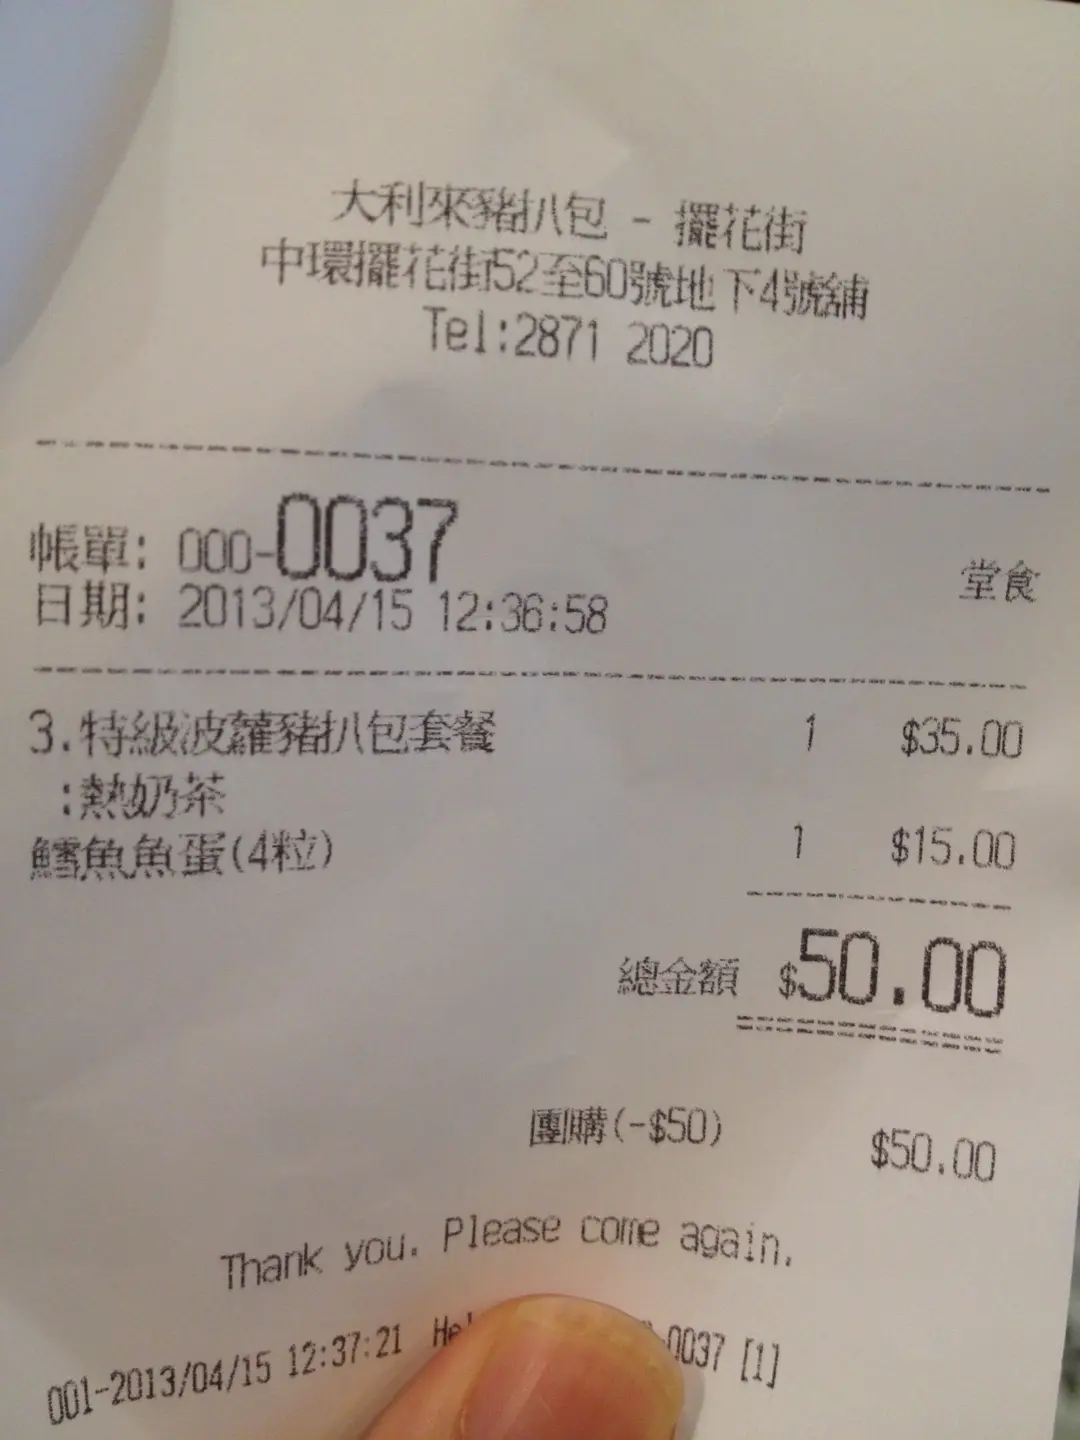 大利來豬扒包 - 擺花街
中環擺花街52至60號地下4號舖
Tel:2871 2020
帳單: 000-0037 堂食
日期: 2013/04/15 12:36:58
3.特級波蘿豬扒包套餐 1 $35.00
:熱奶茶
鱈魚魚蛋(4粒) 1 $15.00
總金額 $50.00
團購(-$50) $50.00
Thank you. Please come again.
001-2013/04/15 12:37:21 0037 [1]